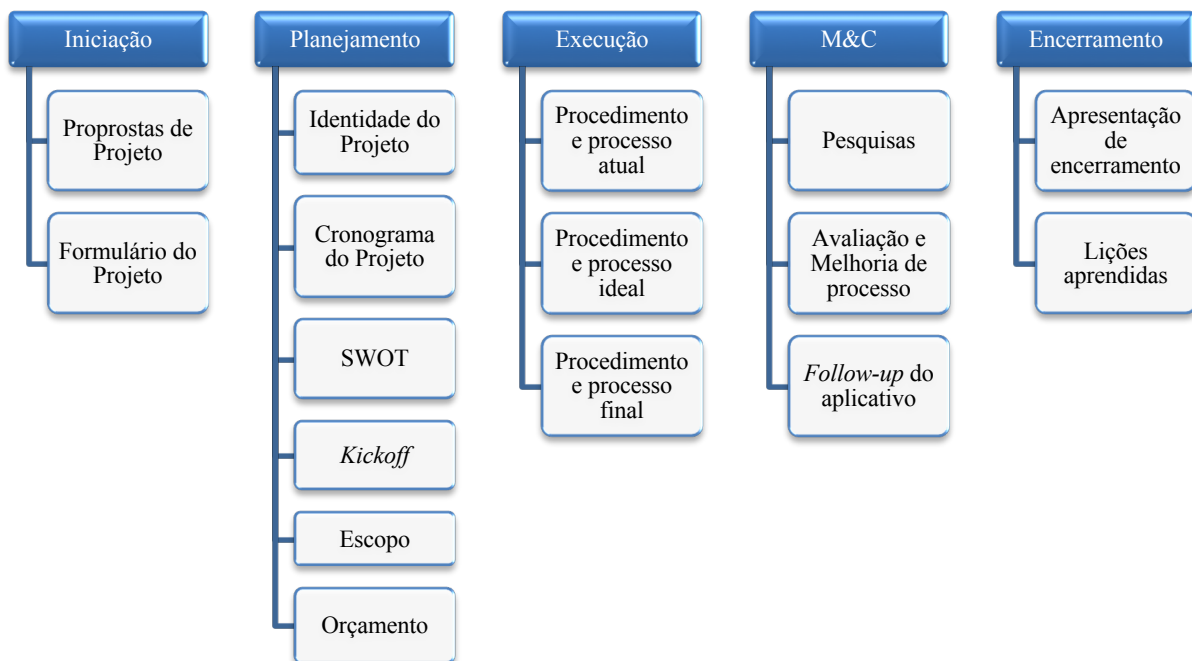 Iniciação
Proprostas de
Projeto
Formulário do
Projeto
Planejamento
Identidade do
Projeto
Cronograma
do Projeto
SWOT
Kickoff
Escopo
Orçamento
Execução
Procedimento
e processo
atual
Procedimento
e processo
ideal
Procedimento
e processo
final
M&C
Pesquisas
Avaliação e
Melhoria de
processo
Follow-up do
aplicativo
Encerramento
Apresentação
de
encerramento
Lições
aprendidas